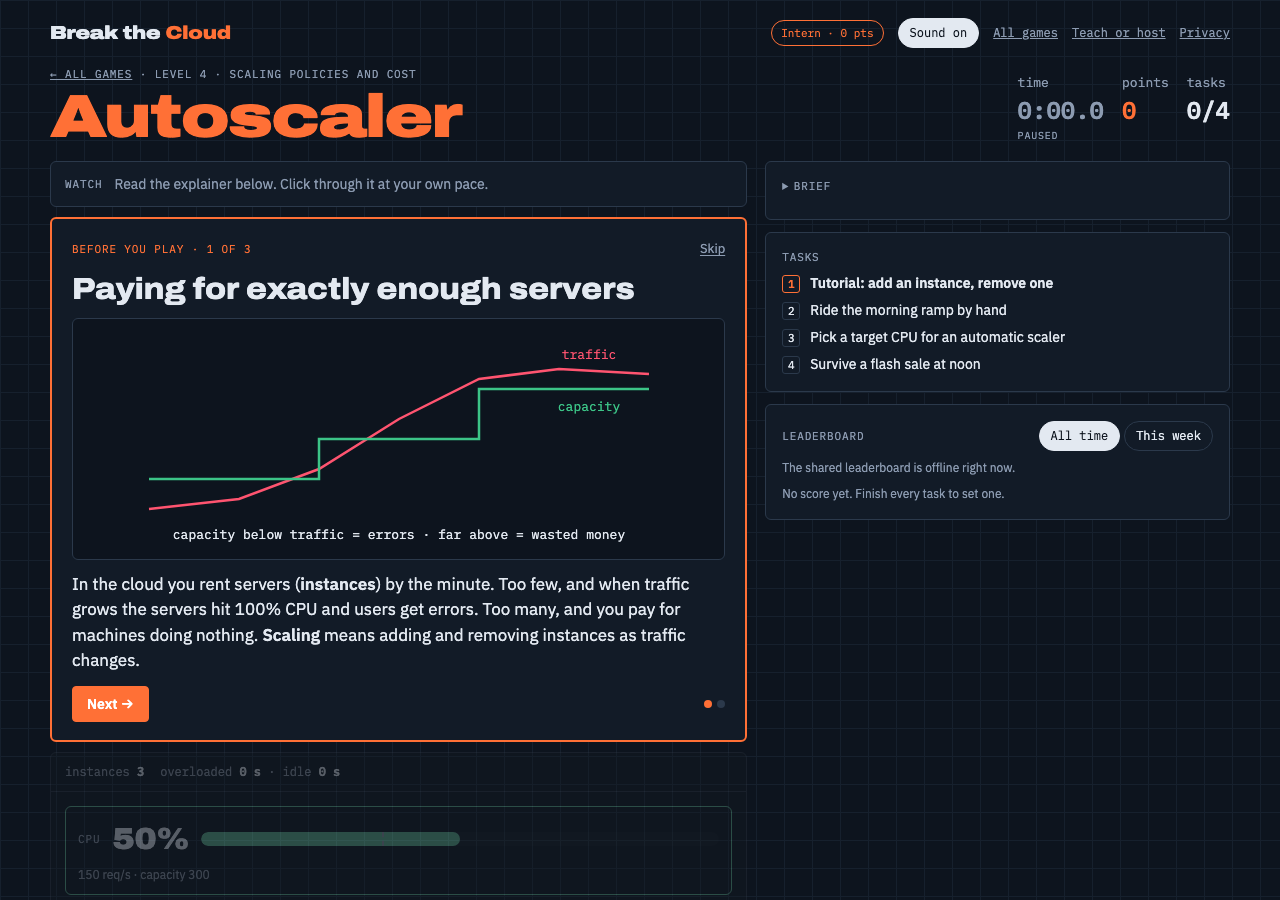 Break the Cloud
Intern · 0 pts
Sound on
All games
Teach or host
Privacy
← ALL GAMES · LEVEL 4 · SCALING POLICIES AND COST
Autoscaler
time
0:00.0
PAUSED
points
0
tasks
0/4
WATCH Read the explainer below. Click through it at your own pace.
BEFORE YOU PLAY · 1 OF 3
Skip
Paying for exactly enough servers
traffic
capacity
capacity below traffic = errors · far above = wasted money
In the cloud you rent servers (instances) by the minute. Too few, and when traffic
grows the servers hit 100% CPU and users get errors. Too many, and you pay for
machines doing nothing. Scaling means adding and removing instances as traffic
changes.
Next →
instances 3 overloaded 0 s · idle 0 s
CPU 50%
150 req/s · capacity 300
▶ BRIEF
TASKS
1 Tutorial: add an instance, remove one
2 Ride the morning ramp by hand
3 Pick a target CPU for an automatic scaler
4 Survive a flash sale at noon
LEADERBOARD
All time
This week
The shared leaderboard is offline right now.
No score yet. Finish every task to set one.